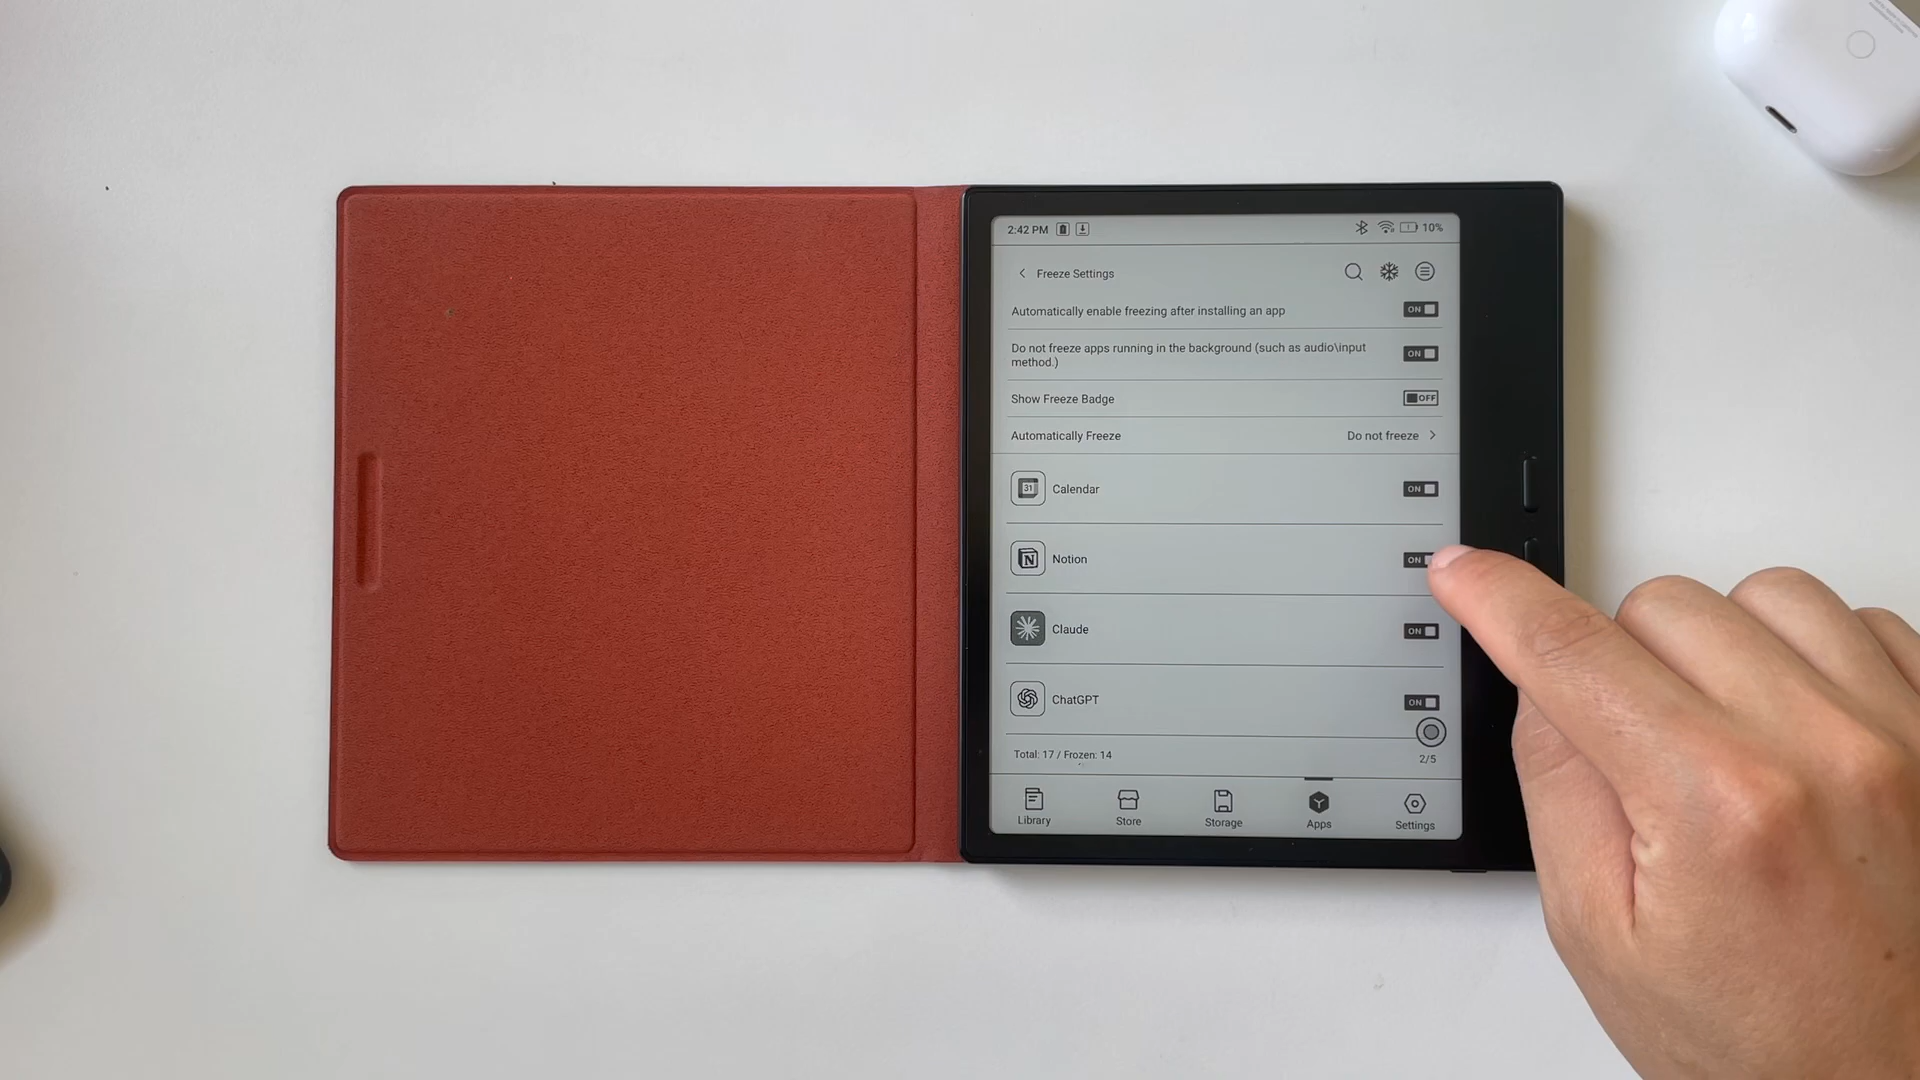 2:42 PM
10%
Freeze Settings
Automatically enable freezing after installing an app
ON
Do not freeze apps running in the background (such as audio\input
method.)
ON
Show Freeze Badge
OFF
Automatically Freeze
Do not freeze
31
Calendar
ON
N
Notion
ON
Claude
ON
ChatGPT
ON
Total: 17 / Frozen: 14
2/5
Library
Store
Storage
Apps
Settings